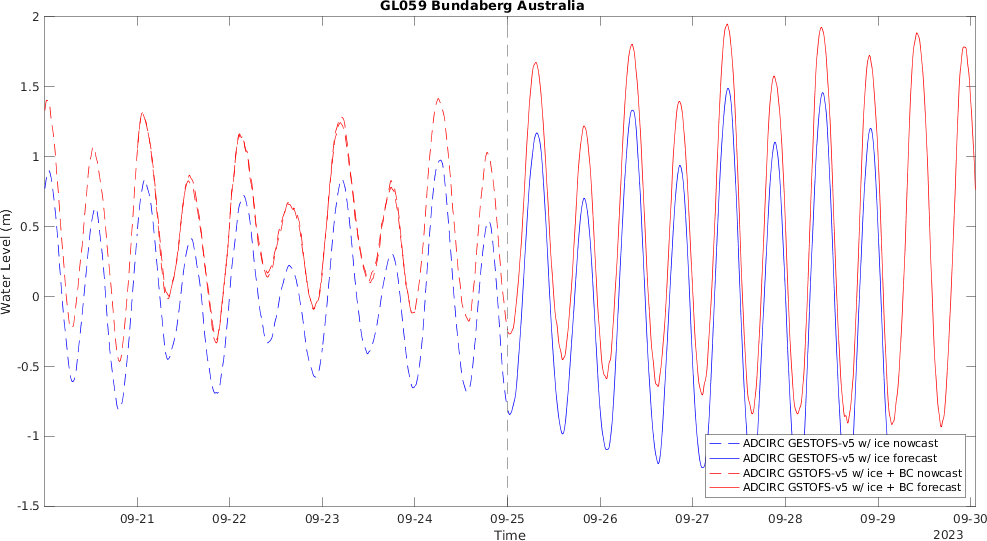 GL059 Bundaberg Australia
2
1.5
1
0.5
0
-0.5
-1
-1.5
Water Level (m)
ADCIRC GESTOFS-v5 w/ ice nowcast
ADCIRC GESTOFS-v5 w/ ice forecast
ADCIRC GSTOFS-v5 w/ ice + BC nowcast
ADCIRC GSTOFS-v5 w/ ice + BC forecast
09-21 09-22 09-23 09-24 09-25 09-26 09-27 09-28 09-29 09-30
Time
2023